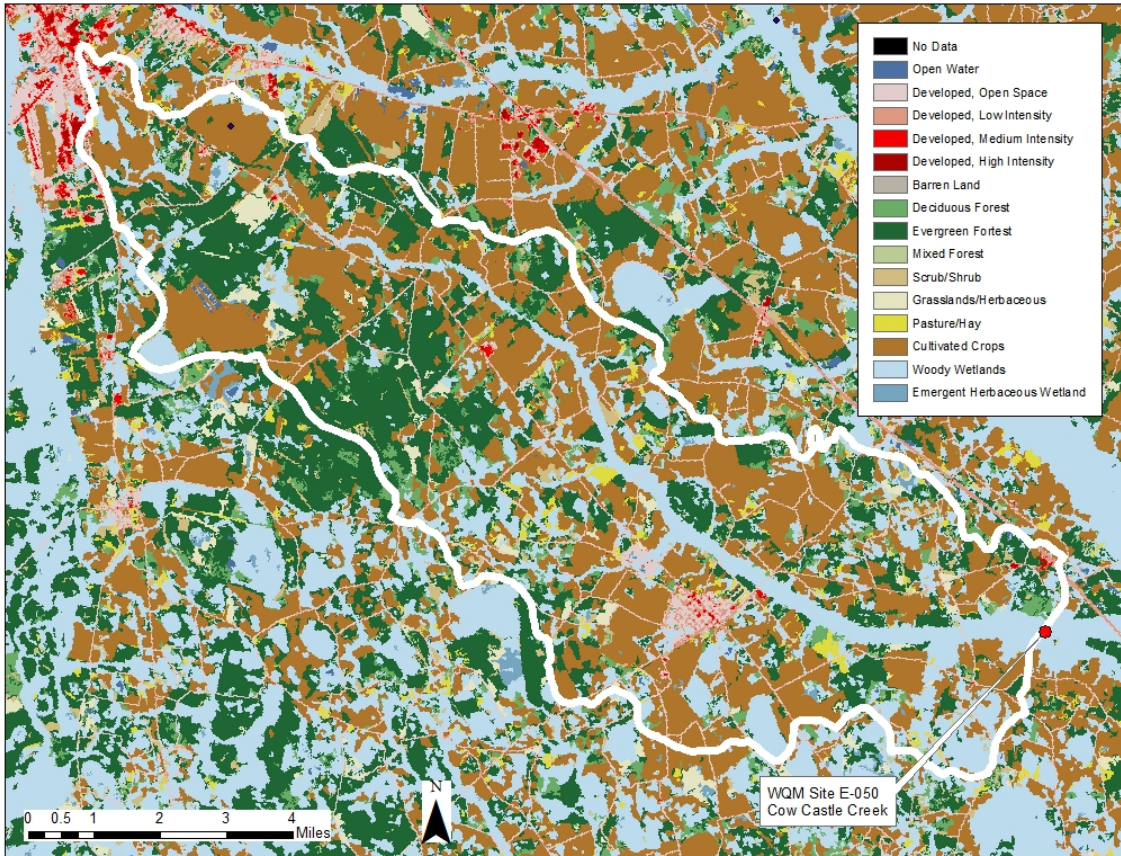 No Data
Open Water
Developed, Open Space
Developed, Low Intensity
Developed, Medium Intensity
Developed, High Intensity
Barren Land
Deciduous Forest
Evergreen Fortest
Mixed Forest
Scrub/Shrub
Grasslands/Herbaceous
Pasture/Hay
Cultivated Crops
Woody Wetlands
Emergent Herbaceous Wetland
WQM Site E-050
Cow Castle Creek
N
0 0.5 1 2 3 4
Miles